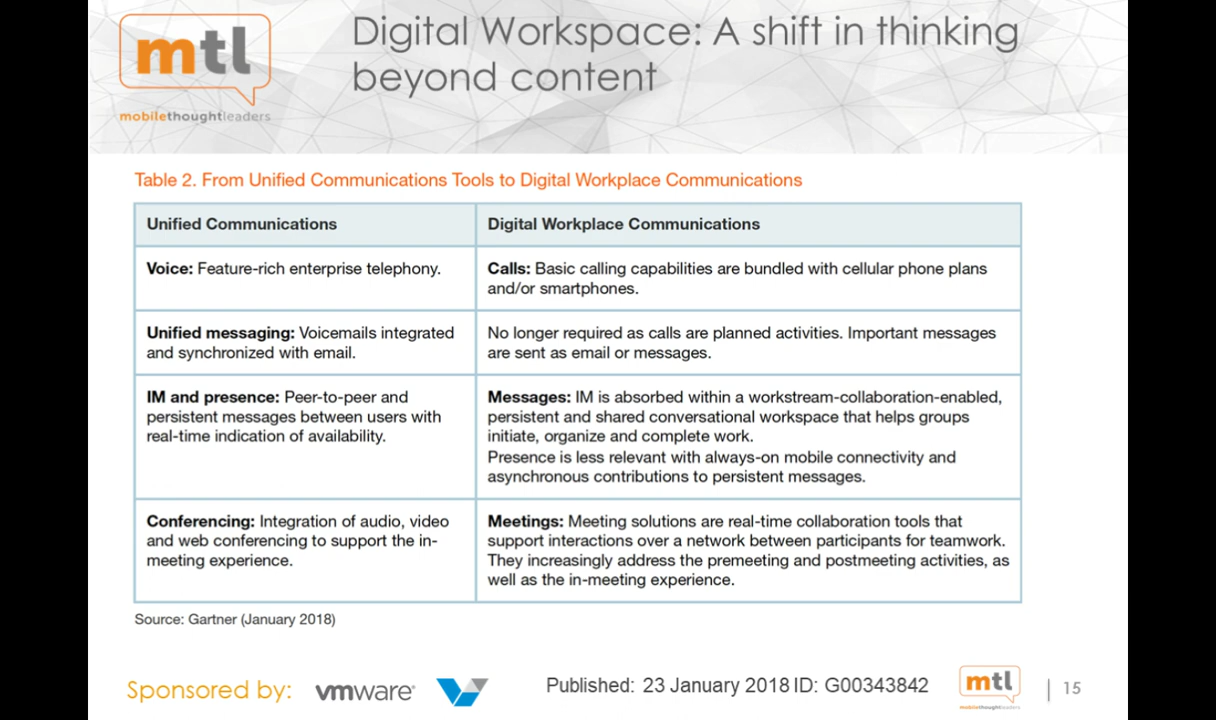 mtl
mobilethoughtleaders
Digital Workspace: A shift in thinking
beyond content
Table 2. From Unified Communications Tools to Digital Workplace Communications
Unified Communications
Digital Workplace Communications
Voice: Feature-rich enterprise telephony.
Calls: Basic calling capabilities are bundled with cellular phone plans
and/or smartphones.
Unified messaging: Voicemails integrated
and synchronized with email.
No longer required as calls are planned activities. Important messages
are sent as email or messages.
IM and presence: Peer-to-peer and
persistent messages between users with
real-time indication of availability.
Messages: IM is absorbed within a workstream-collaboration-enabled,
persistent and shared conversational workspace that helps groups
initiate, organize and complete work.
Presence is less relevant with always-on mobile connectivity and
asynchronous contributions to persistent messages.
Conferencing: Integration of audio, video
and web conferencing to support the in-
meeting experience.
Meetings: Meeting solutions are real-time collaboration tools that
support interactions over a network between participants for teamwork.
They increasingly address the premeeting and postmeeting activities, as
well as the in-meeting experience.
Source: Gartner (January 2018)
Sponsored by: vmware®
Published: 23 January 2018 ID: G00343842
mtl
mobilethoughtleaders
| 15